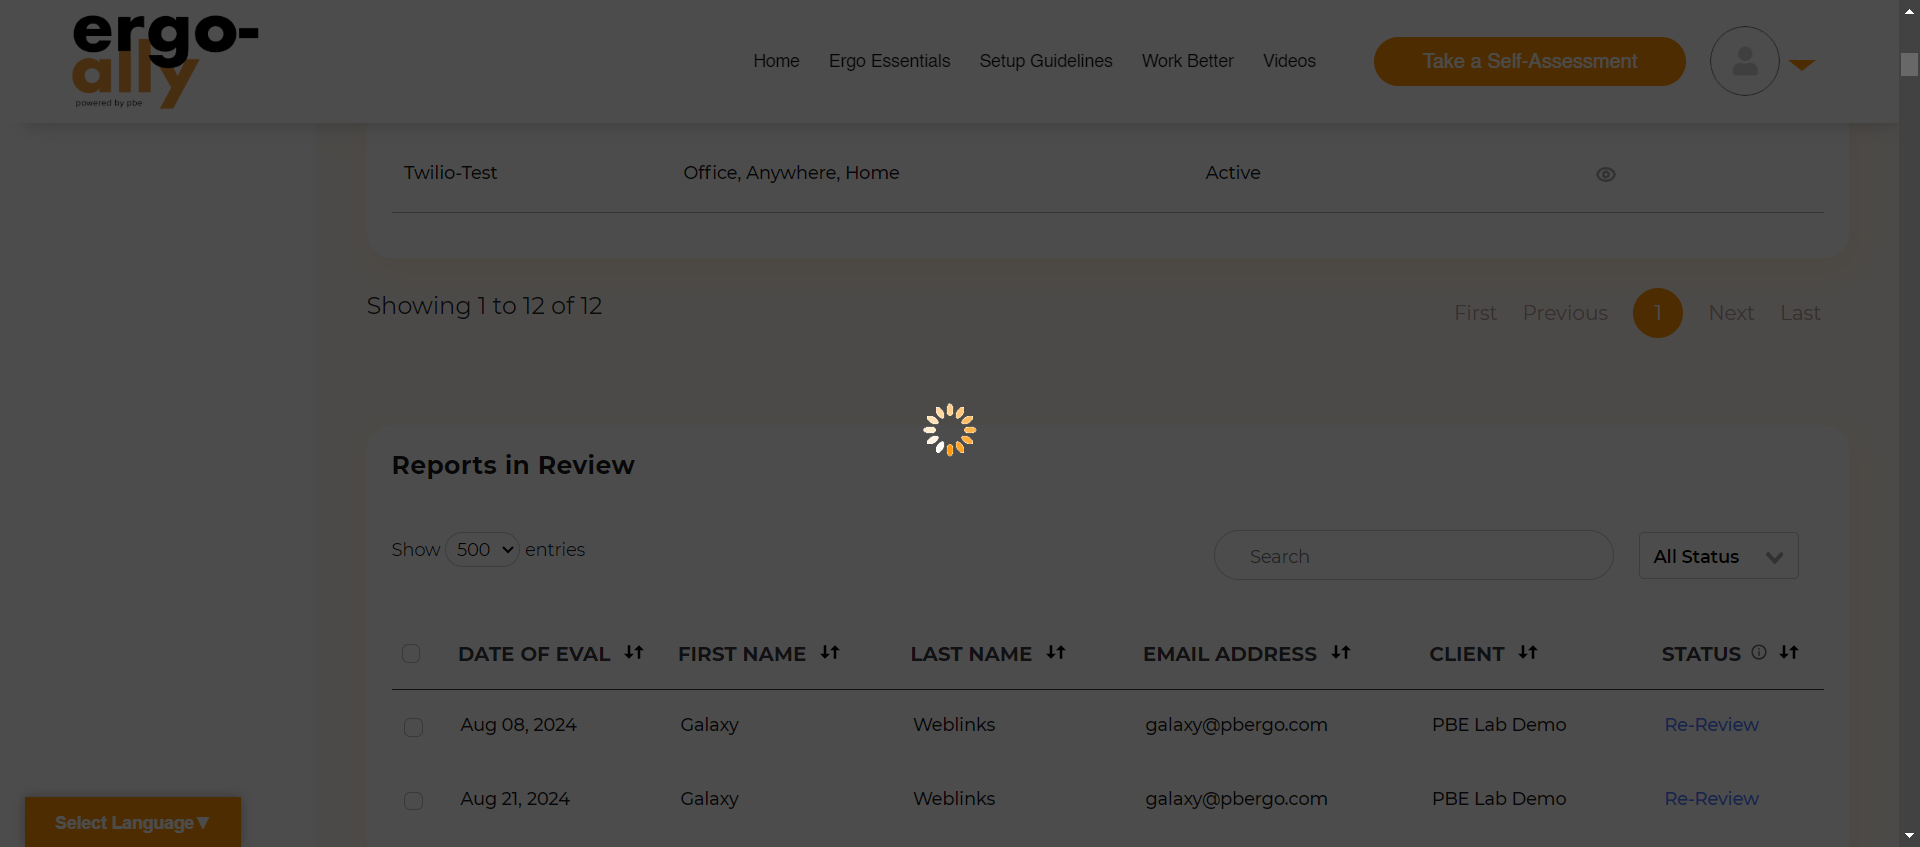 ergo-
ally
powered by pbe
Home Ergo Essentials Setup Guidelines Work Better Videos Take a Self-Assessment
Twilio-Test Office, Anywhere, Home Active
Showing 1 to 12 of 12
First Previous 1 Next Last
Reports in Review
Show 500 entries Search All Status
DATE OF EVAL FIRST NAME LAST NAME EMAIL ADDRESS CLIENT STATUS
Aug 08, 2024 Galaxy Weblinks galaxy@pbergo.com PBE Lab Demo Re-Review
Aug 21, 2024 Galaxy Weblinks galaxy@pbergo.com PBE Lab Demo Re-Review
Select Language▼